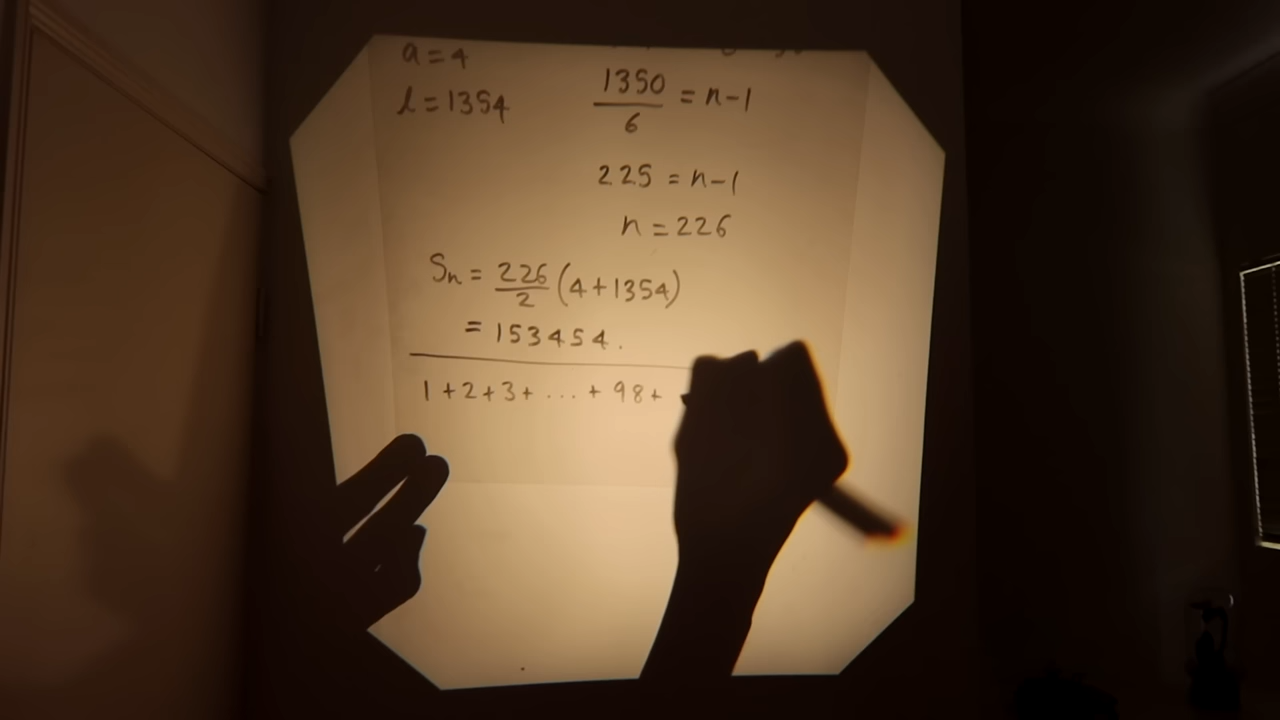 a = 4
l = 1354
1350/6 = n-1
225 = n-1
n = 226
Sn = 226/2 (4+1354)
= 153454.
1+2+3+ ... + 98+